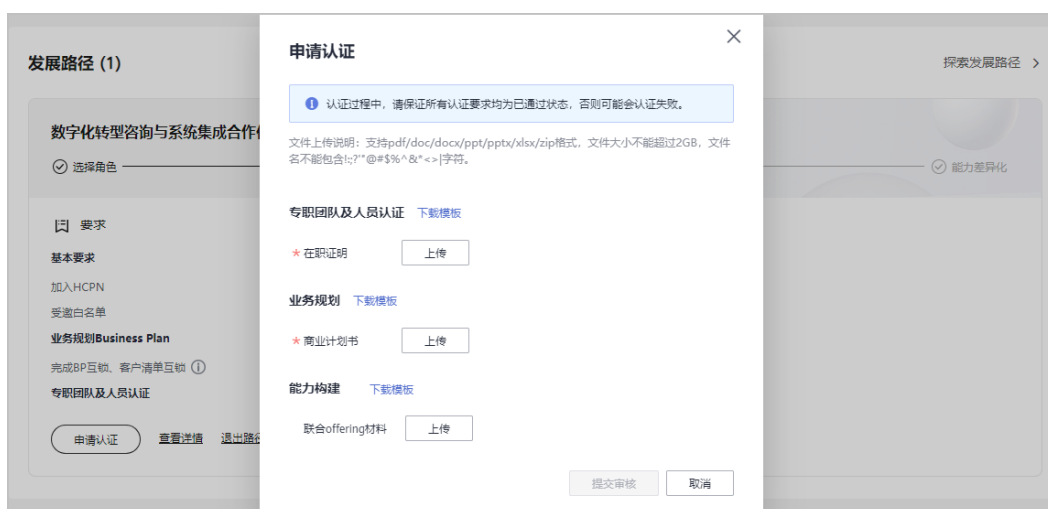 发展路径 (1)
探索发展路径 >
数字化转型咨询与系统集成合作
选择角色
能力差异化
要求
基本要求
加入HCPN
受邀白名单
业务规划Business Plan
完成BP互锁、客户清单互锁
专职团队及人员认证
申请认证 查看详情 退出路径
申请认证
认证过程中，请保证所有认证要求均为已通过状态，否则可能会认证失败。
文件上传说明：支持pdf/doc/docx/ppt/pptx/xlsx/zip格式，文件大小不能超过2GB，文件
名不能包含!;?'"@#$%^&*<>|字符。
专职团队及人员认证 下载模板
* 在职证明 上传
业务规划 下载模板
* 商业计划书 上传
能力构建 下载模板
联合offering材料 上传
提交审核 取消